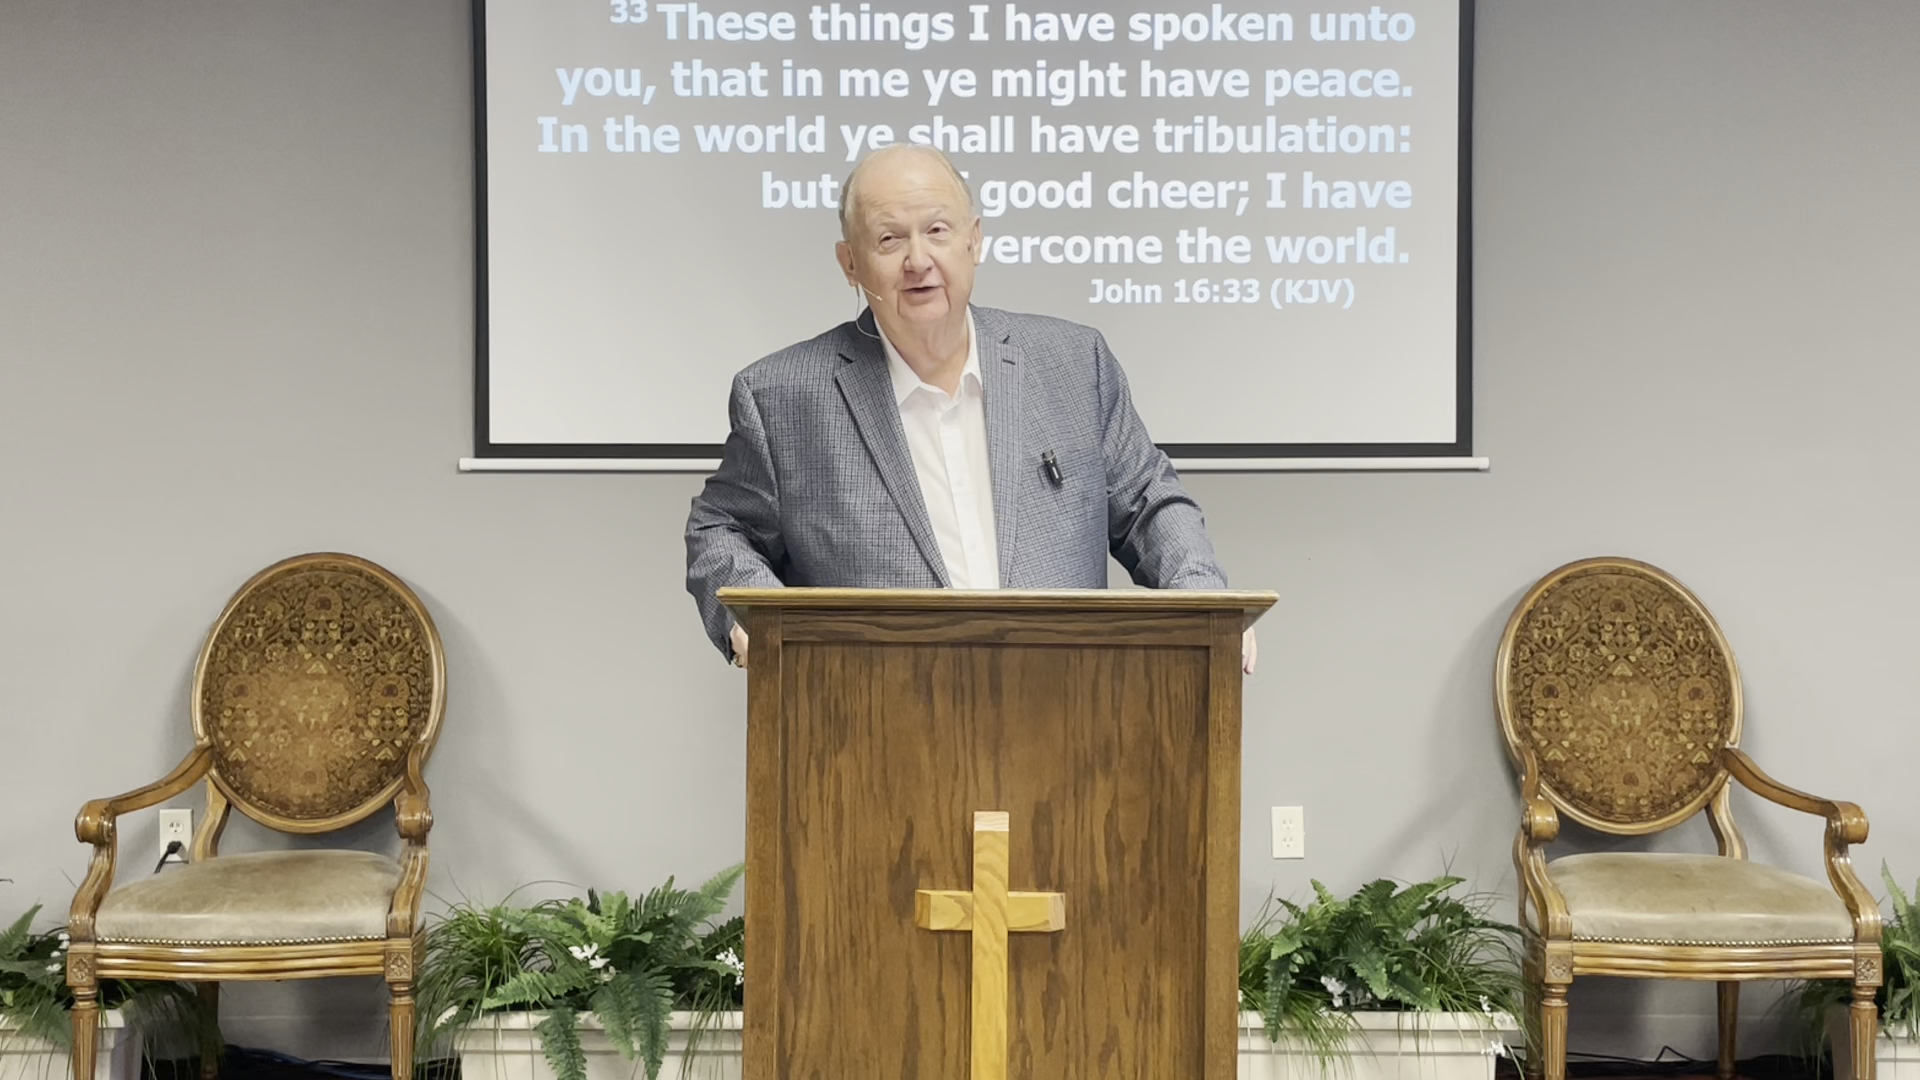 33 These things I have spoken unto
you, that in me ye might have peace.
In the world ye shall have tribulation:
but good cheer; I have
vercome the world.
John 16:33 (KJV)